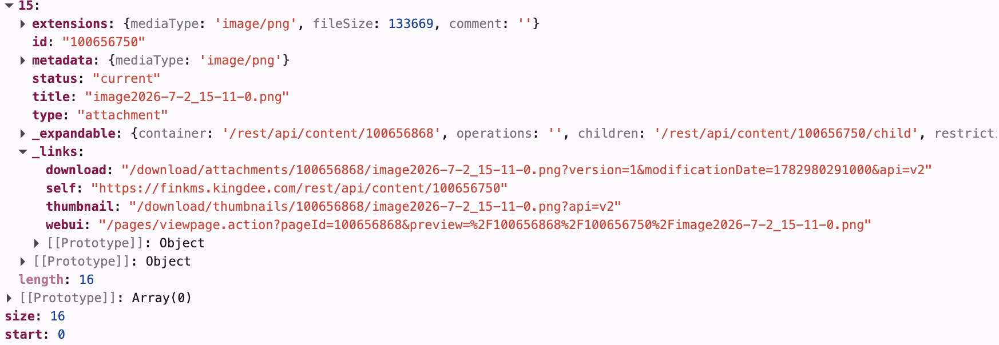 15:
extensions: {mediaType: 'image/png', fileSize: 133669, comment: ''}
id: "100656750"
metadata: {mediaType: 'image/png'}
status: "current"
title: "image2026-7-2_15-11-0.png"
type: "attachment"
_expandable: {container: '/rest/api/content/100656868', operations: '', children: '/rest/api/content/100656750/child', restricti
_links:
download: "/download/attachments/100656868/image2026-7-2_15-11-0.png?version=1&modificationDate=1782980291000&api=v2"
self: "https://finkms.kingdee.com/rest/api/content/100656750"
thumbnail: "/download/thumbnails/100656868/image2026-7-2_15-11-0.png?api=v2"
webui: "/pages/viewpage.action?pageId=100656868&preview=%2F100656868%2F100656750%2Fimage2026-7-2_15-11-0.png"
[[Prototype]]: Object
[[Prototype]]: Object
length: 16
[[Prototype]]: Array(0)
size: 16
start: 0